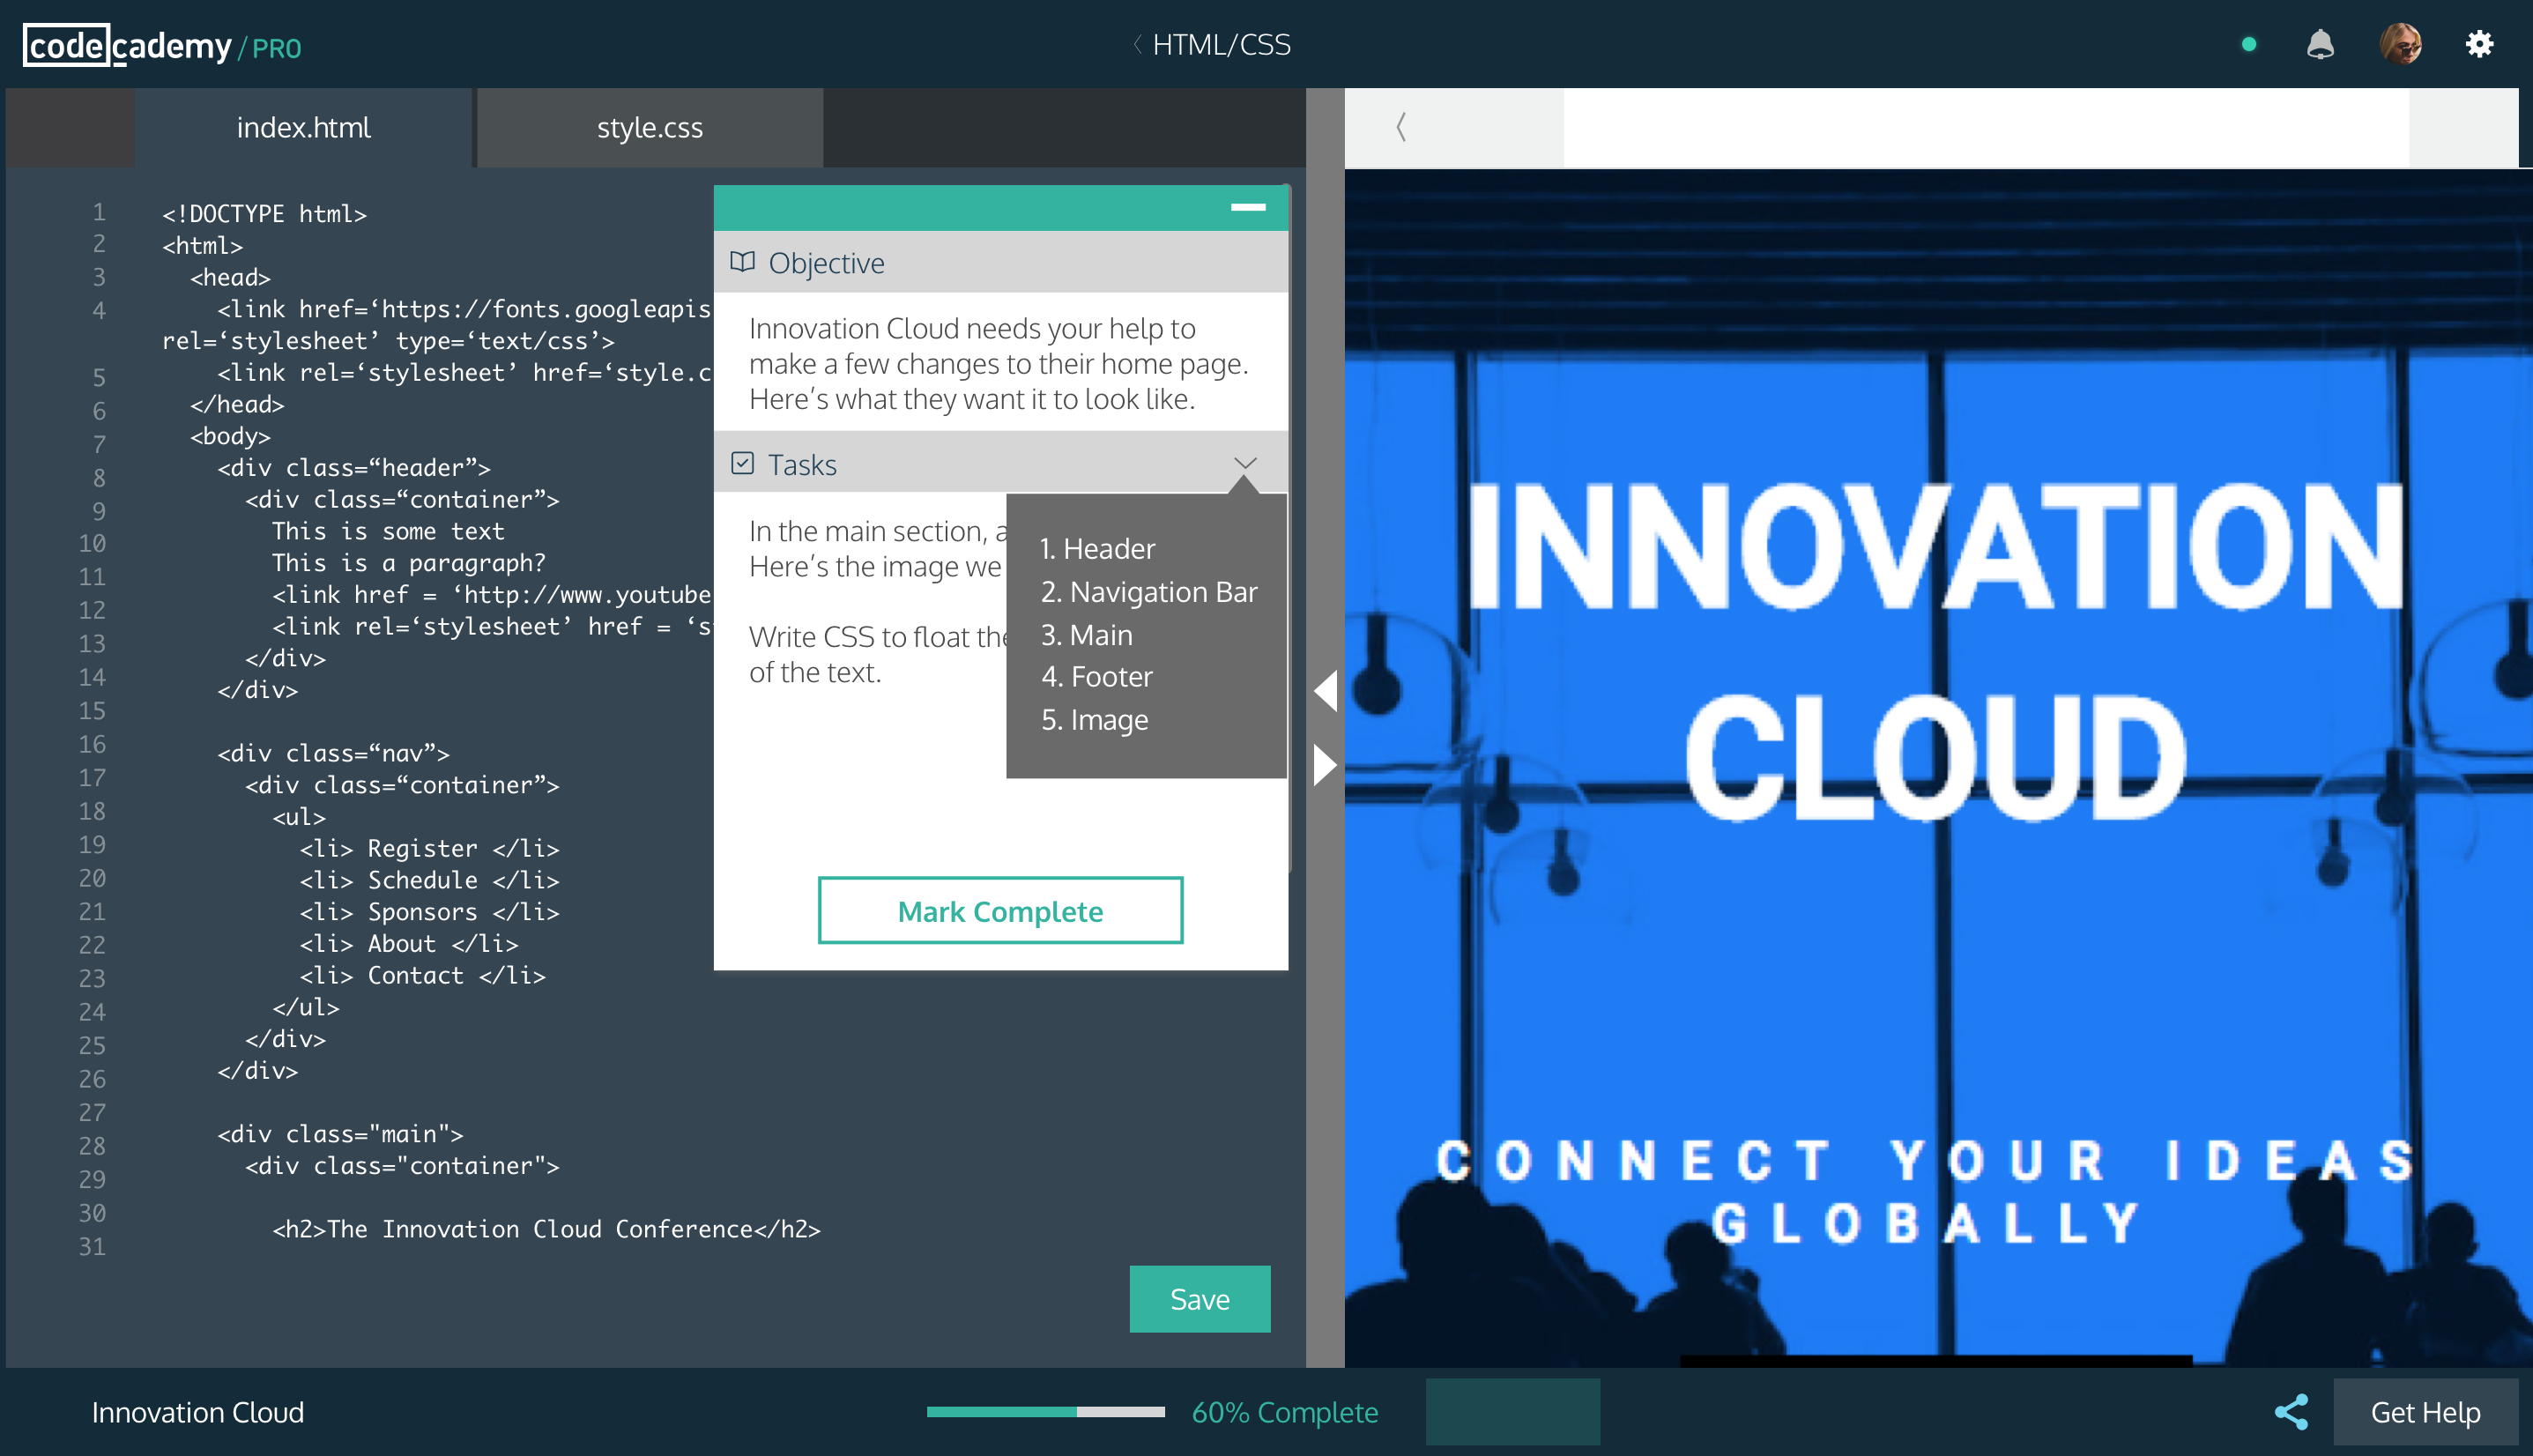 codecademy/PRO
HTML/CSS
index.html
style.css
1 <!DOCTYPE html>
2 <html>
3 <head>
4 <link href=‘https://fonts.googleapis
rel=‘stylesheet’ type=‘text/css’>
5 <link rel=‘stylesheet’ href=‘style.c
6 </head>
7 <body>
8 <div class=“header”>
9 <div class=“container”>
10 This is some text
11 This is a paragraph?
12 <link href = ‘http://www.youtube
13 <link rel=‘stylesheet’ href = ‘s
14 </div>
15 </div>
16 <div class=“nav”>
17 <div class=“container”>
18 <ul>
19 <li> Register </li>
20 <li> Schedule </li>
21 <li> Sponsors </li>
22 <li> About </li>
23 <li> Contact </li>
24 </ul>
25 </div>
26 </div>
27
28 <div class="main">
29 <div class="container">
30
31 <h2>The Innovation Cloud Conference</h2>
Objective
Innovation Cloud needs your help to
make a few changes to their home page.
Here’s what they want it to look like.
Tasks
In the main section, a
Here’s the image we
Write CSS to float the
of the text.
1. Header
2. Navigation Bar
3. Main
4. Footer
5. Image
Mark Complete
Save
INNOVATION
CLOUD
CONNECT YOUR IDEAS
GLOBALLY
Innovation Cloud
60% Complete
Get Help